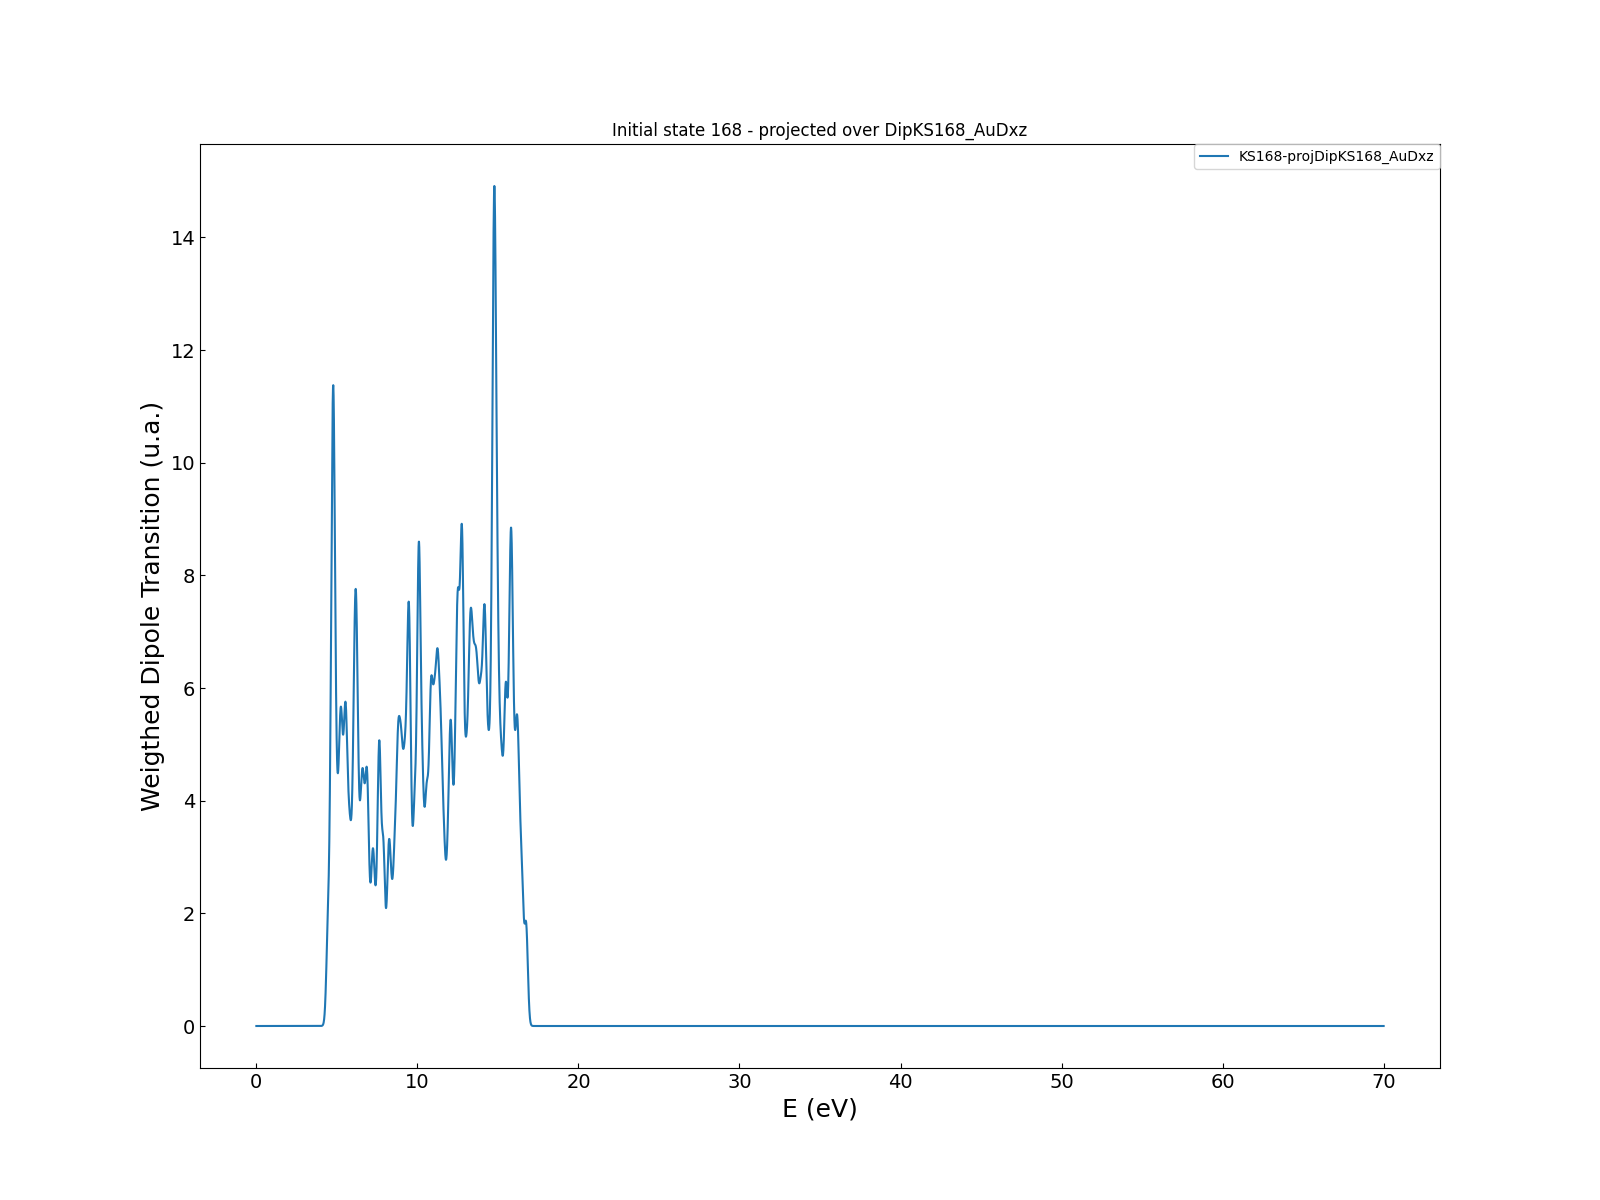 Initial state 168 - projected over DipKS168_AuDxz
KS168-projDipKS168_AuDxz
Weigthed Dipole Transition (u.a.)
14
12
10
8
6
4
2
0
0 10 20 30 40 50 60 70
E (eV)